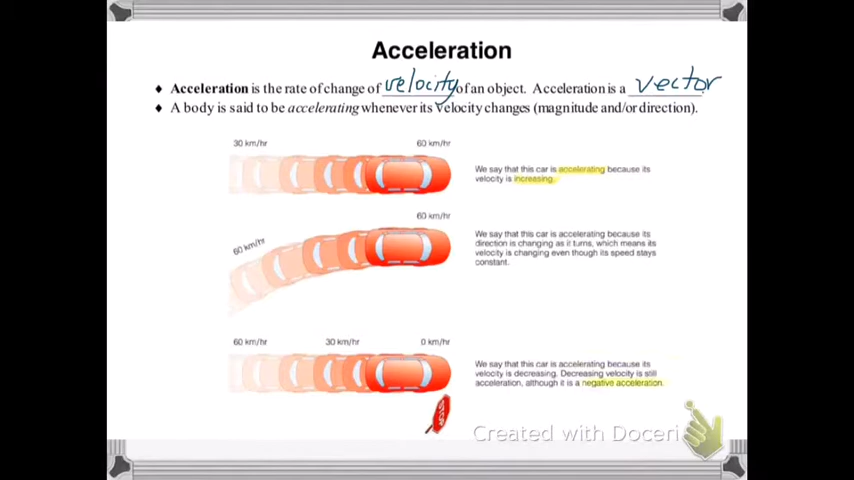 Acceleration
♦ Acceleration is the rate of change of velocity of an object. Acceleration is a vector
♦ A body is said to be accelerating whenever its velocity changes (magnitude and/or direction).
30 km/hr 60 km/hr
We say that this car is accelerating because its
velocity is increasing.
60 km/hr
60 km/hr
We say that this car is accelerating because its
direction is changing as it turns, which means its
velocity is changing even though its speed stays
constant.
60 km/hr 30 km/hr 0 km/hr
We say that this car is accelerating because its
velocity is decreasing. Decreasing velocity is still
acceleration, although it is a negative acceleration.
STOP
Created with Doceri